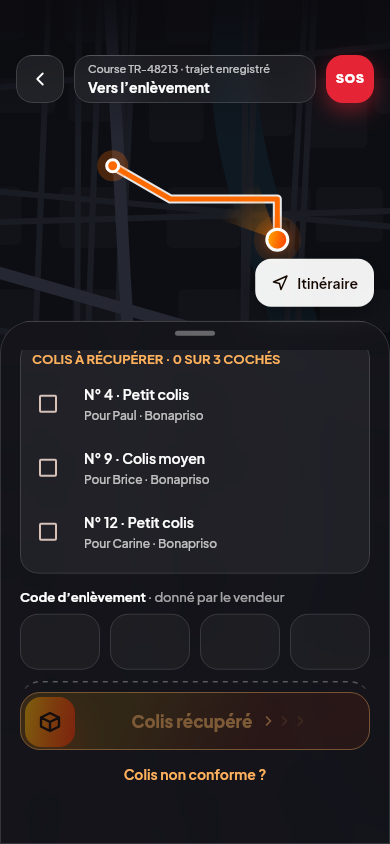 Course TR-48213 · trajet enregistré
Vers l’enlèvement
SOS
Itinéraire
COLIS À RÉCUPÉRER · 0 SUR 3 COCHÉS
N° 4 · Petit colis
Pour Paul · Bonapriso
N° 9 · Colis moyen
Pour Brice · Bonapriso
N° 12 · Petit colis
Pour Carine · Bonapriso
Code d’enlèvement · donné par le vendeur
Colis récupéré
Colis non conforme ?